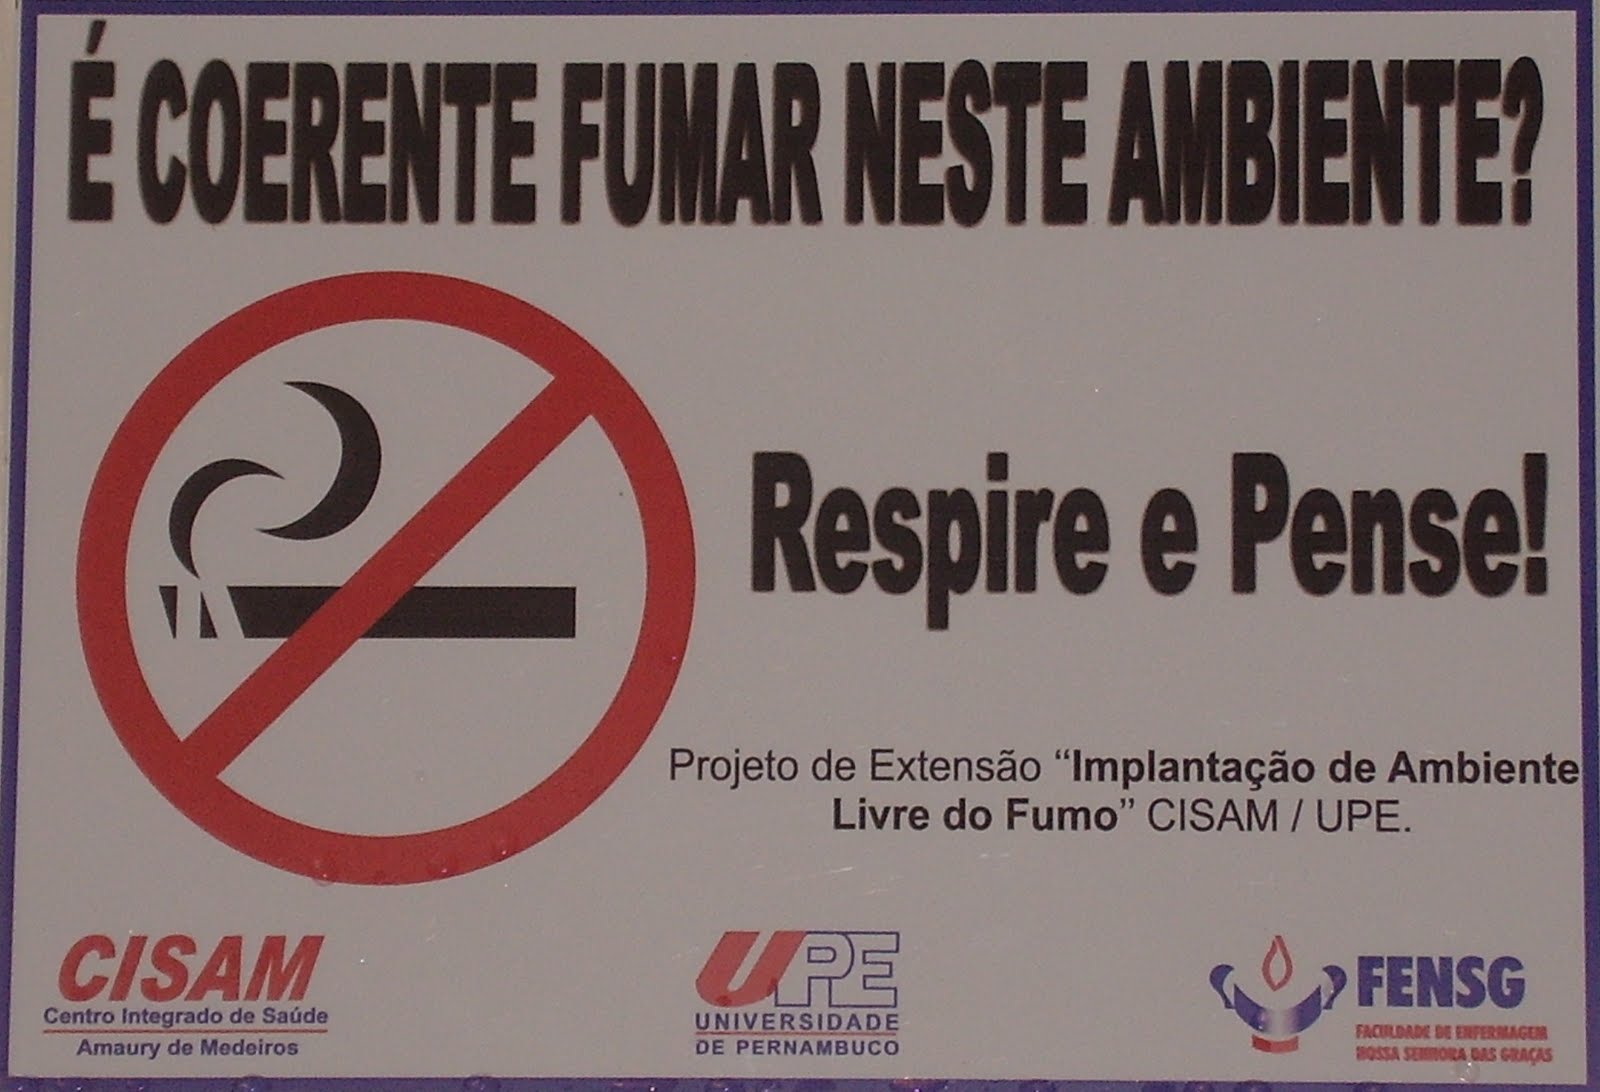 É COERENTE FUMAR NESTE AMBIENTE?
Respire e Pense!
Projeto de Extensão “Implantação de Ambiente
Livre do Fumo” CISAM / UPE.
CISAM
Centro Integrado de Saúde
Amaury de Medeiros
UPE
UNIVERSIDADE
DE PERNAMBUCO
FENSG
FACULDADE DE ENFERMAGEM
NOSSA SENHORA DAS GRAÇAS